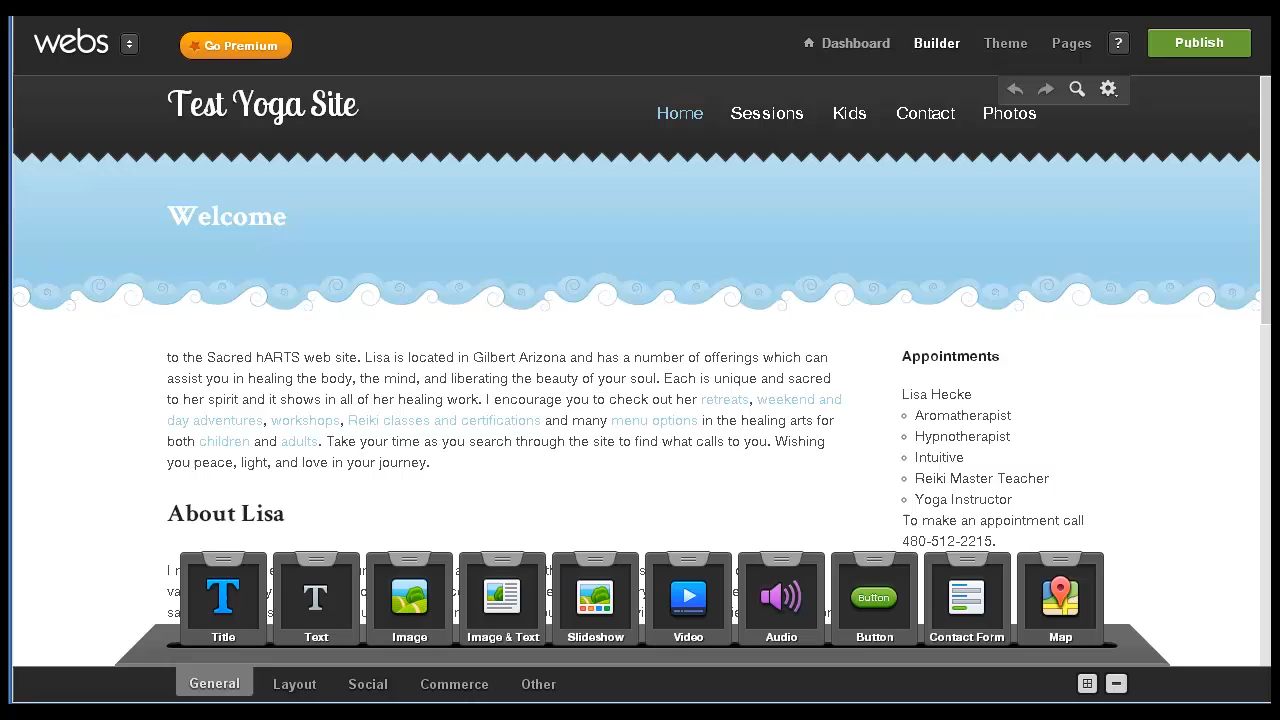 webs
Go Premium
Dashboard
Builder
Theme
Pages
?
Publish
Test Yoga Site
Home
Sessions
Kids
Contact
Photos
Welcome
to the Sacred hARTS web site. Lisa is located in Gilbert Arizona and has a number of offerings which can
assist you in healing the body, the mind, and liberating the beauty of your soul. Each is unique and sacred
to her spirit and it shows in all of her healing work. I encourage you to check out her retreats, weekend and
day adventures, workshops, Reiki classes and certifications and many menu options in the healing arts for
both children and adults. Take your time as you search through the site to find what calls to you. Wishing
you peace, light, and love in your journey.
About Lisa
Appointments
Lisa Hecke
Aromatherapist
Hypnotherapist
Intuitive
Reiki Master Teacher
Yoga Instructor
To make an appointment call
480-512-2215.
T
T
Button
Title
Text
Image
Image & Text
Slideshow
Video
Audio
Button
Contact Form
Map
General
Layout
Social
Commerce
Other